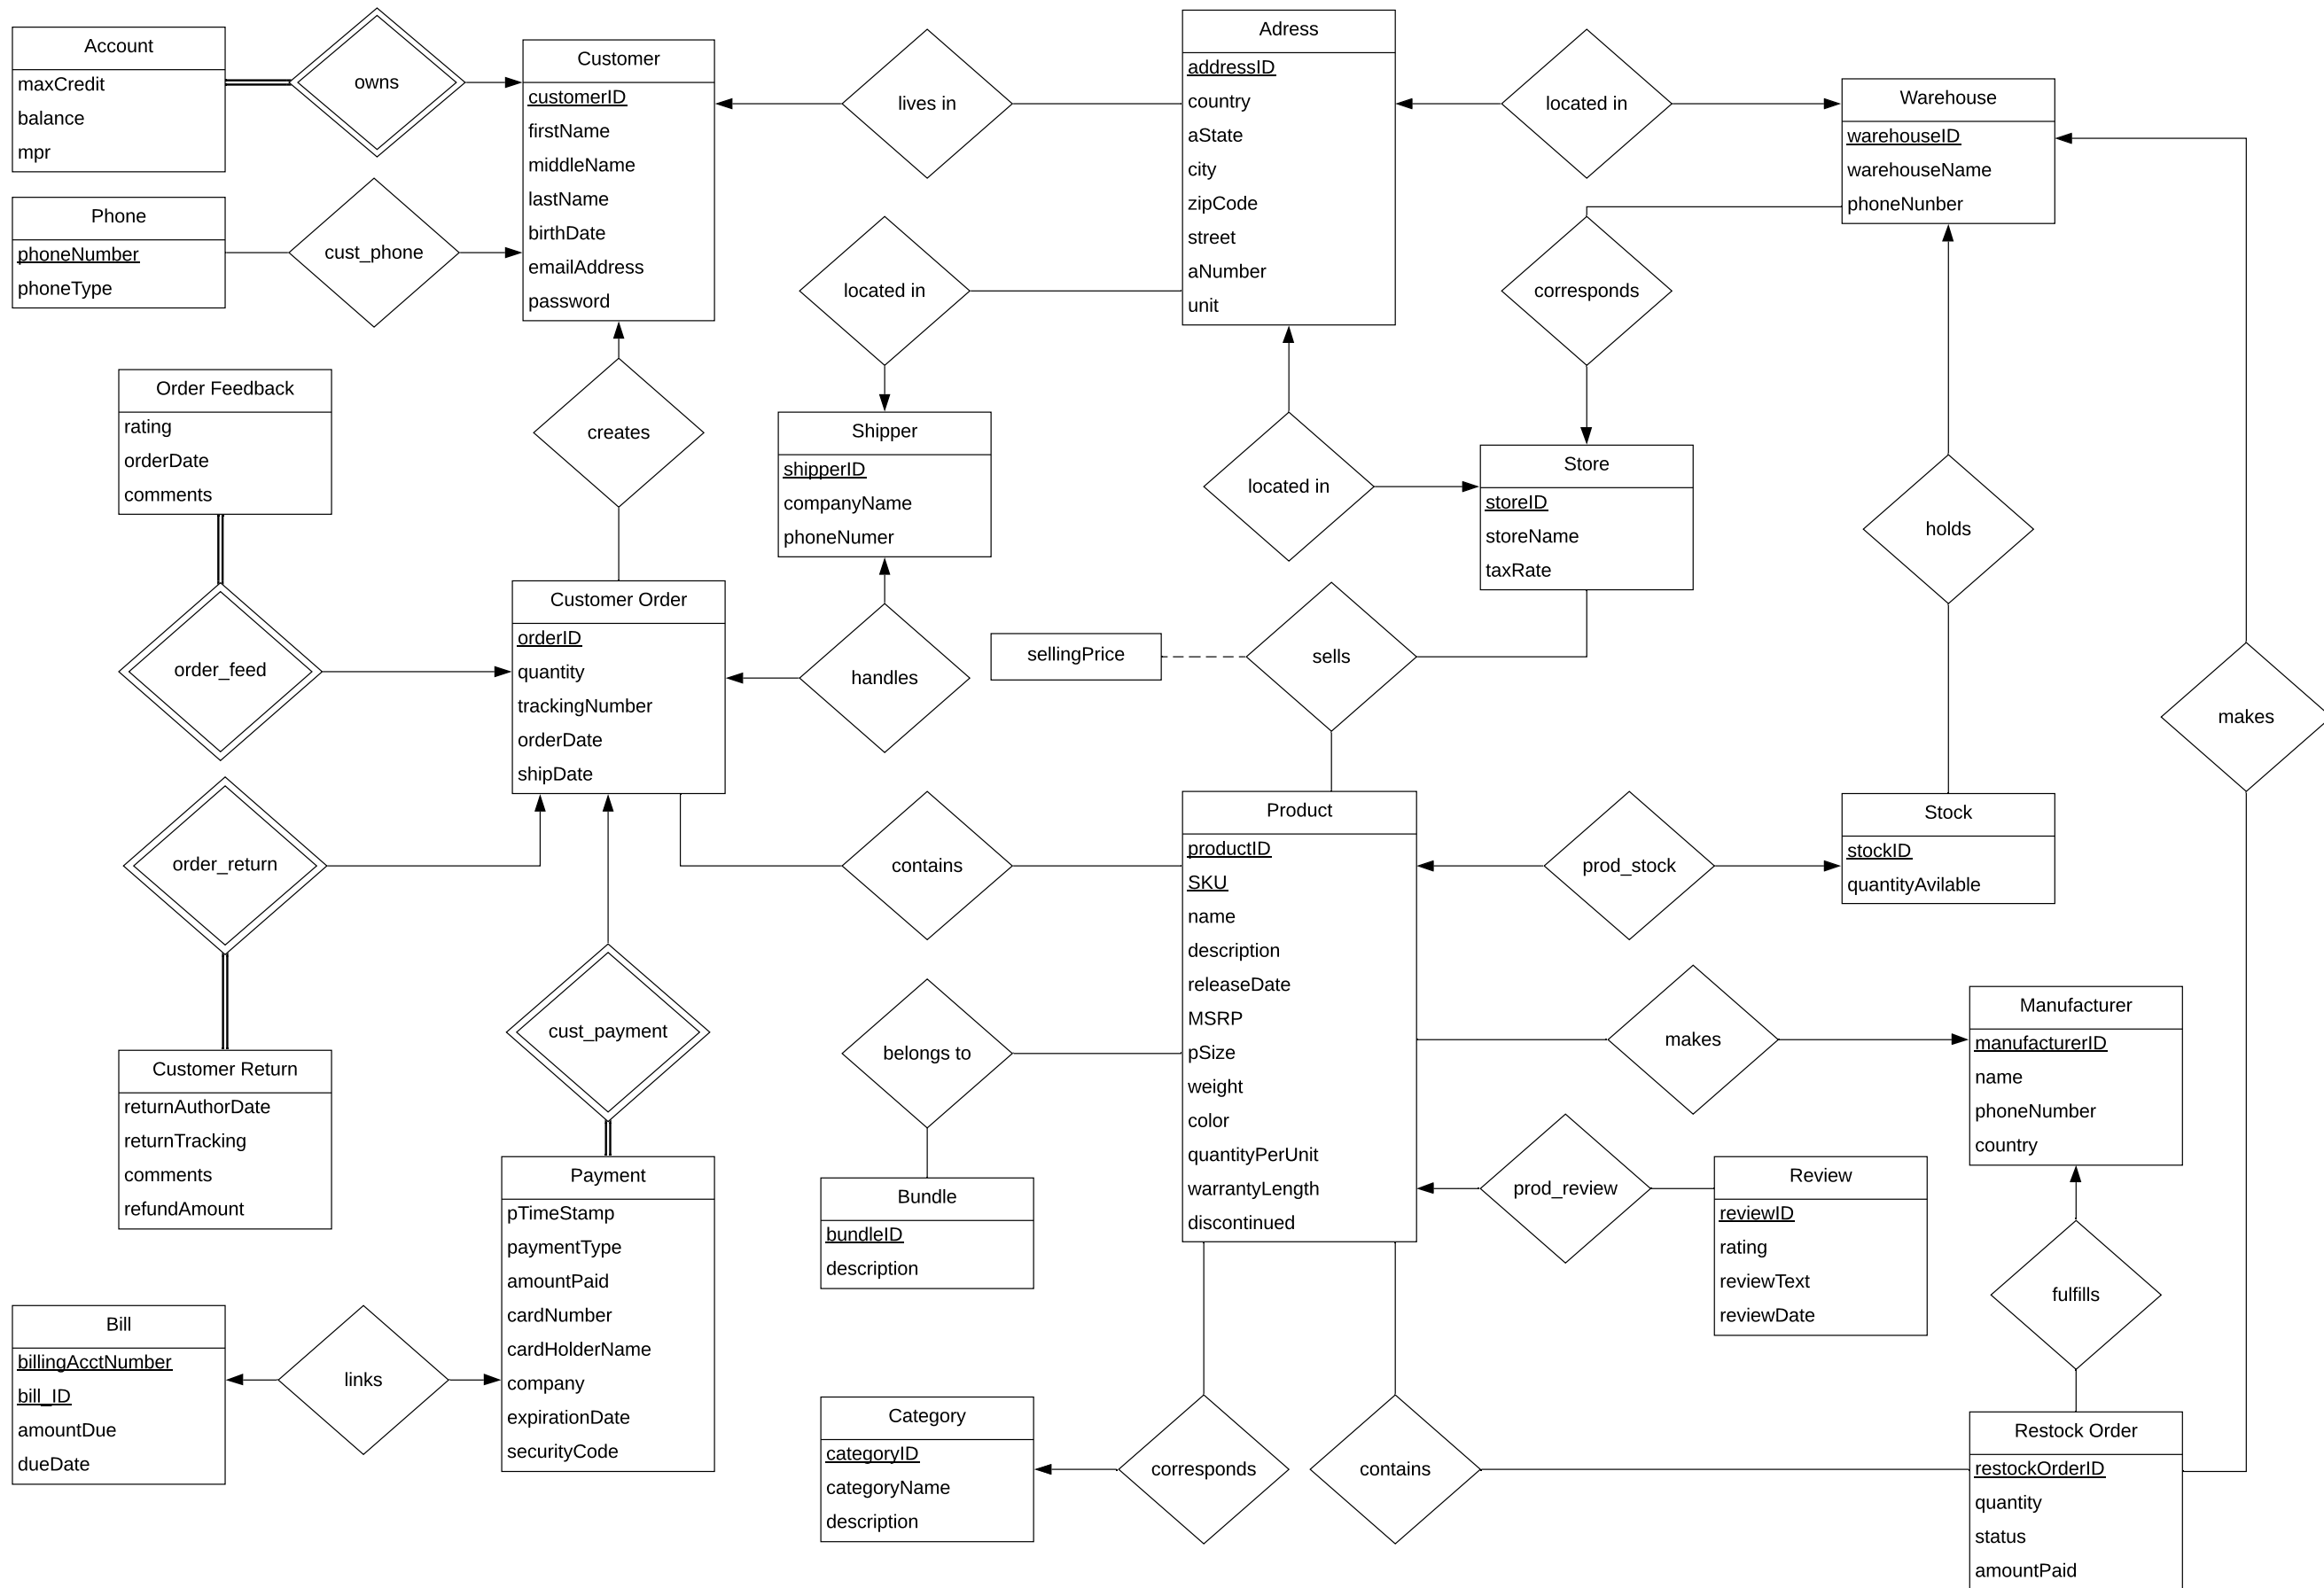 Account
maxCredit
balance
mpr
owns
Customer
customerID
firstName
middleName
lastName
birthDate
emailAddress
password
lives in
Adress
addressID
country
aState
city
zipCode
street
aNumber
unit
located in
Warehouse
warehouseID
warehouseName
phoneNunber
Phone
phoneNumber
phoneType
cust_phone
located in
corresponds
Order Feedback
rating
orderDate
comments
creates
Shipper
shipperID
companyName
phoneNumer
located in
Store
storeID
storeName
taxRate
holds
order_feed
Customer Order
orderID
quantity
trackingNumber
orderDate
shipDate
handles
sellingPrice
sells
makes
order_return
contains
Product
productID
SKU
name
description
releaseDate
MSRP
pSize
weight
color
quantityPerUnit
warrantyLength
discontinued
prod_stock
Stock
stockID
quantityAvilable
cust_payment
belongs to
makes
Manufacturer
manufacturerID
name
phoneNumber
country
Customer Return
returnAuthorDate
returnTracking
comments
refundAmount
Payment
pTimeStamp
paymentType
amountPaid
cardNumber
cardHolderName
company
expirationDate
securityCode
Bundle
bundleID
description
prod_review
Review
reviewID
rating
reviewText
reviewDate
fulfills
Bill
billingAcctNumber
bill_ID
amountDue
dueDate
links
Category
categoryID
categoryName
description
corresponds
contains
Restock Order
restockOrderID
quantity
status
amountPaid